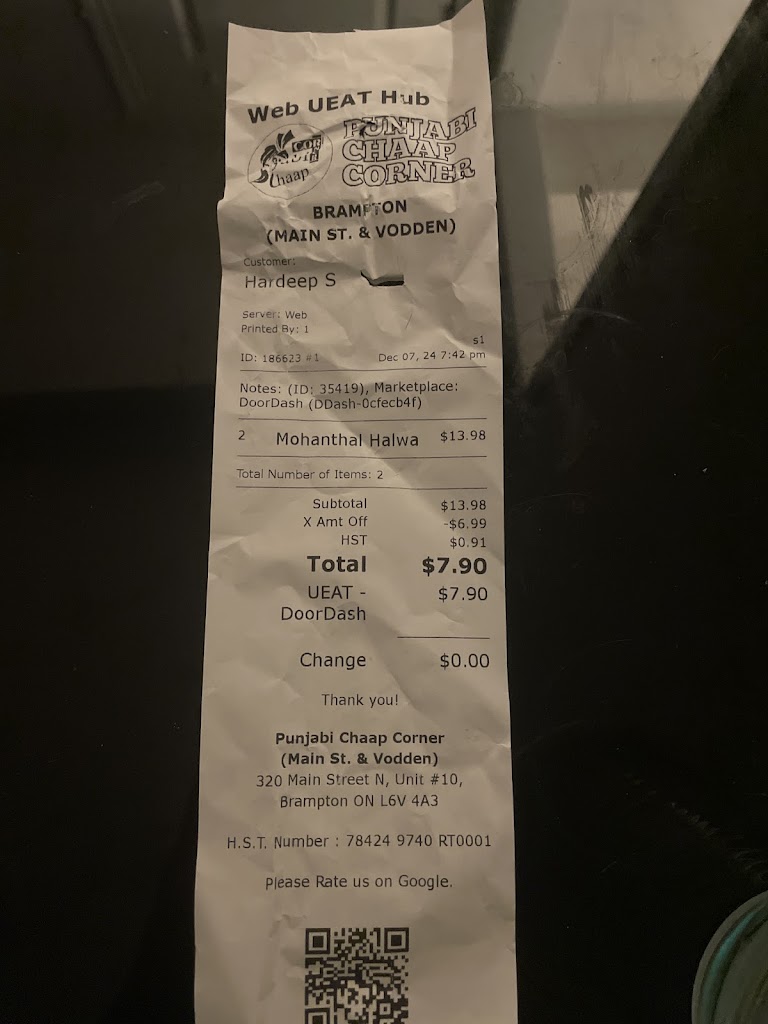 Web UEAT Hub
Chaap
PUNJABI
CHAAP
CORNER
BRAMPTON
(MAIN ST. & VODDEN)
Customer:
Hardeep S
Server: Web
Printed By: 1
s1
ID: 186623 #1 Dec 07, 24 7:42 pm
Notes: (ID: 35419), Marketplace:
DoorDash (DDash-0cfecb4f)
2 Mohanthal Halwa $13.98
Total Number of Items: 2
Subtotal $13.98
X Amt Off -$6.99
HST $0.91
Total $7.90
UEAT - $7.90
DoorDash
Change $0.00
Thank you!
Punjabi Chaap Corner
(Main St. & Vodden)
320 Main Street N, Unit #10,
Brampton ON L6V 4A3
H.S.T. Number : 78424 9740 RT0001
Please Rate us on Google.